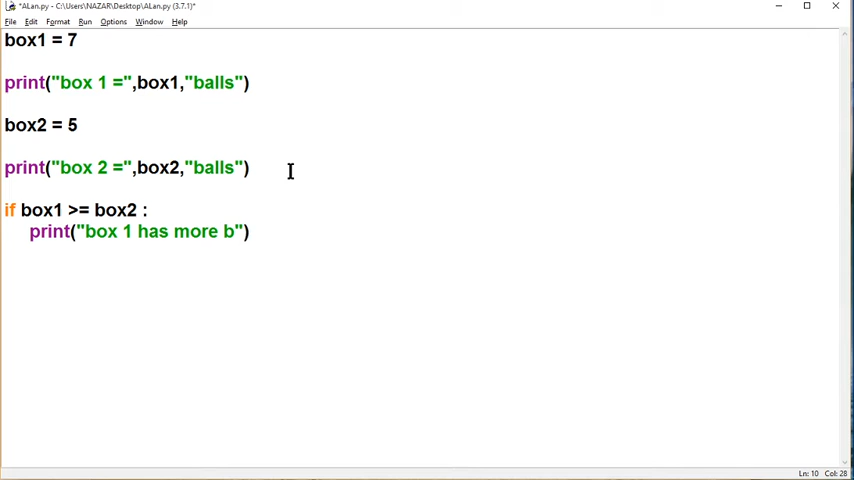 *ALan.py - C:\Users\NAZAR\Desktop\ALan.py (3.7.1)*
File Edit Format Run Options Window Help
box1 = 7
print("box 1 =",box1,"balls")
box2 = 5
print("box 2 =",box2,"balls")
if box1 >= box2 :
print("box 1 has more b")
Ln: 10 Col: 28